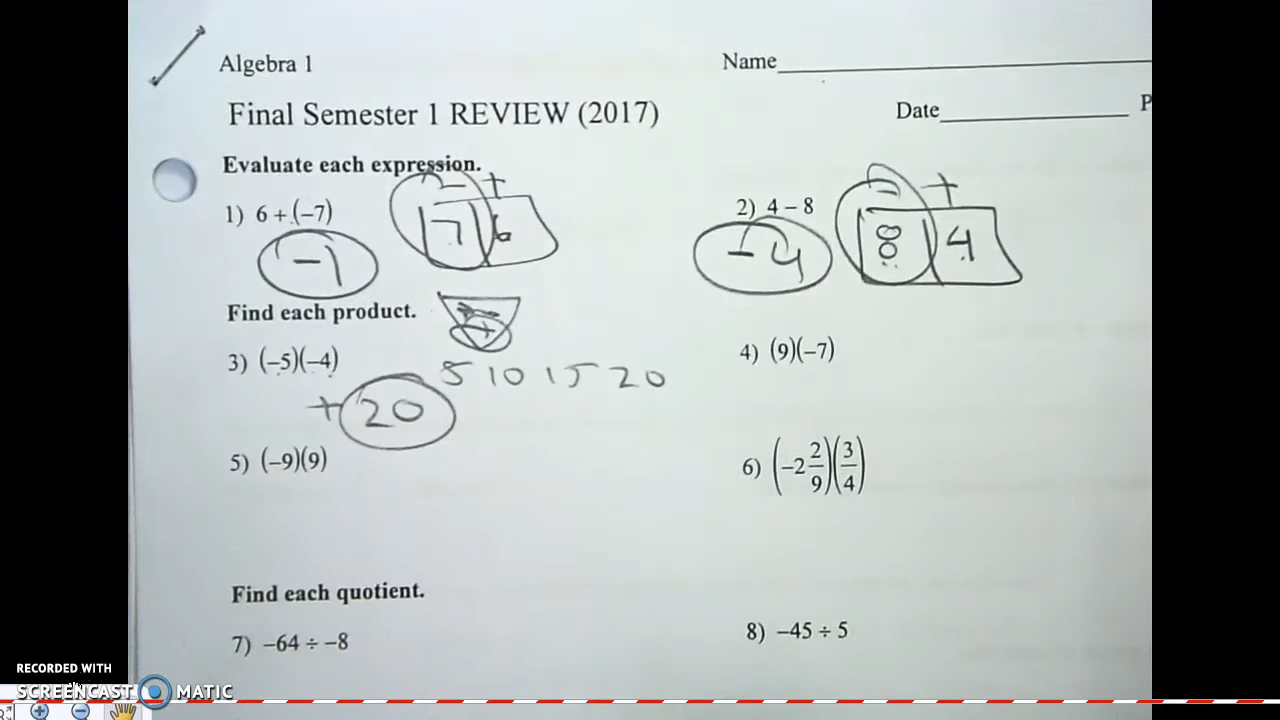 Algebra 1
Name
Final Semester 1 REVIEW (2017)
Date
P
Evaluate each expression.
1) 6 + (−7)
− +
7 6
−1
2) 4 − 8
− +
8 4
−4
Find each product.
+
3) (−5)(−4)
5 10 15 20
+20
4) (9)(−7)
5) (−9)(9)
6) (−2 2/9)(3/4)
Find each quotient.
7) −64 ÷ −8
8) −45 ÷ 5
RECORDED WITH
SCREENCAST MATIC